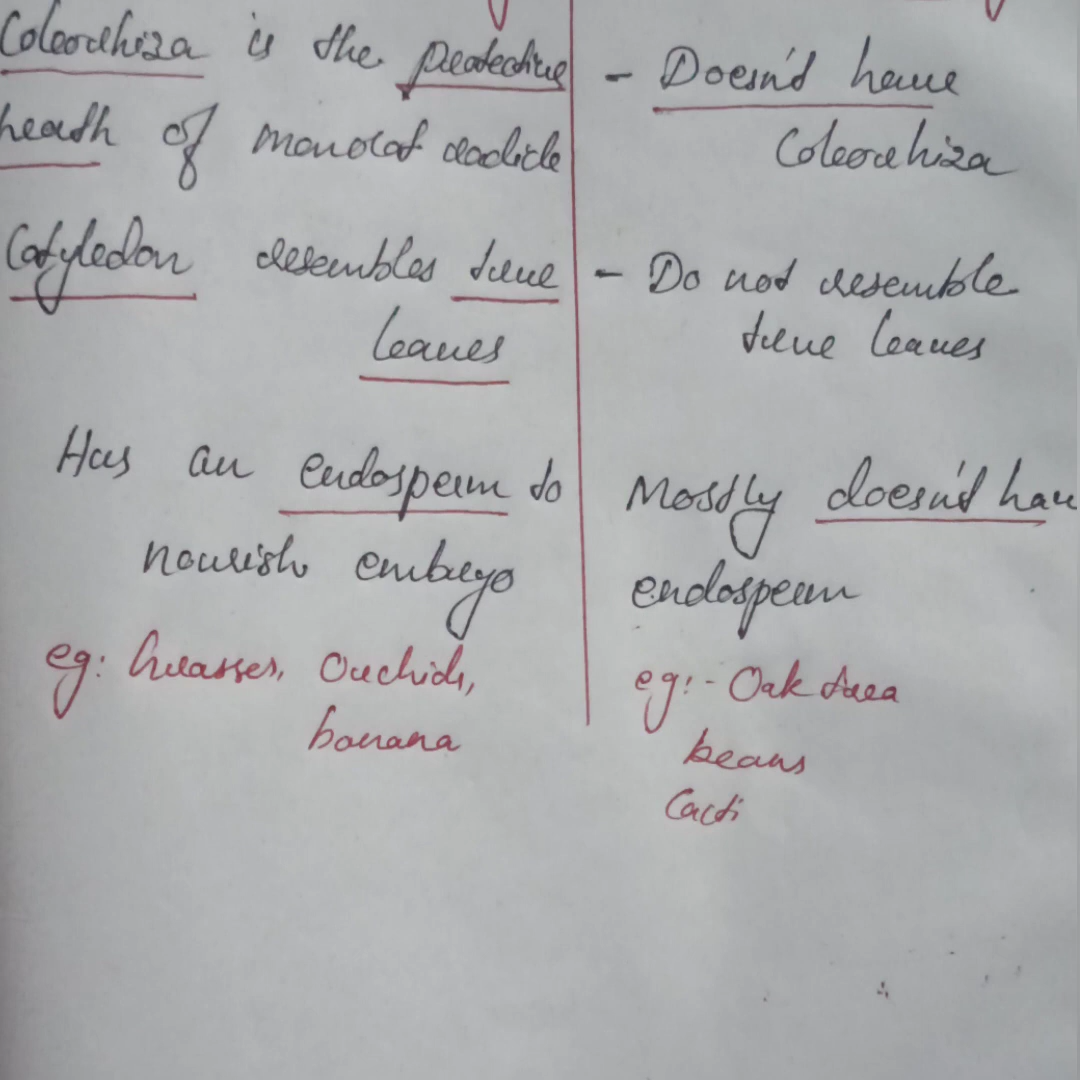 Coleorhiza is the protective
heath of monocot radicle
Cotyledon resembles true
leaves
Has an endosperm to
nourish embryo
eg: Grasses, Orchids,
banana
- Doesn't have
Coleorhiza
- Do not resemble
true leaves
Mostly doesn't have
endosperm
eg:- Oak tree
beans
Cacti